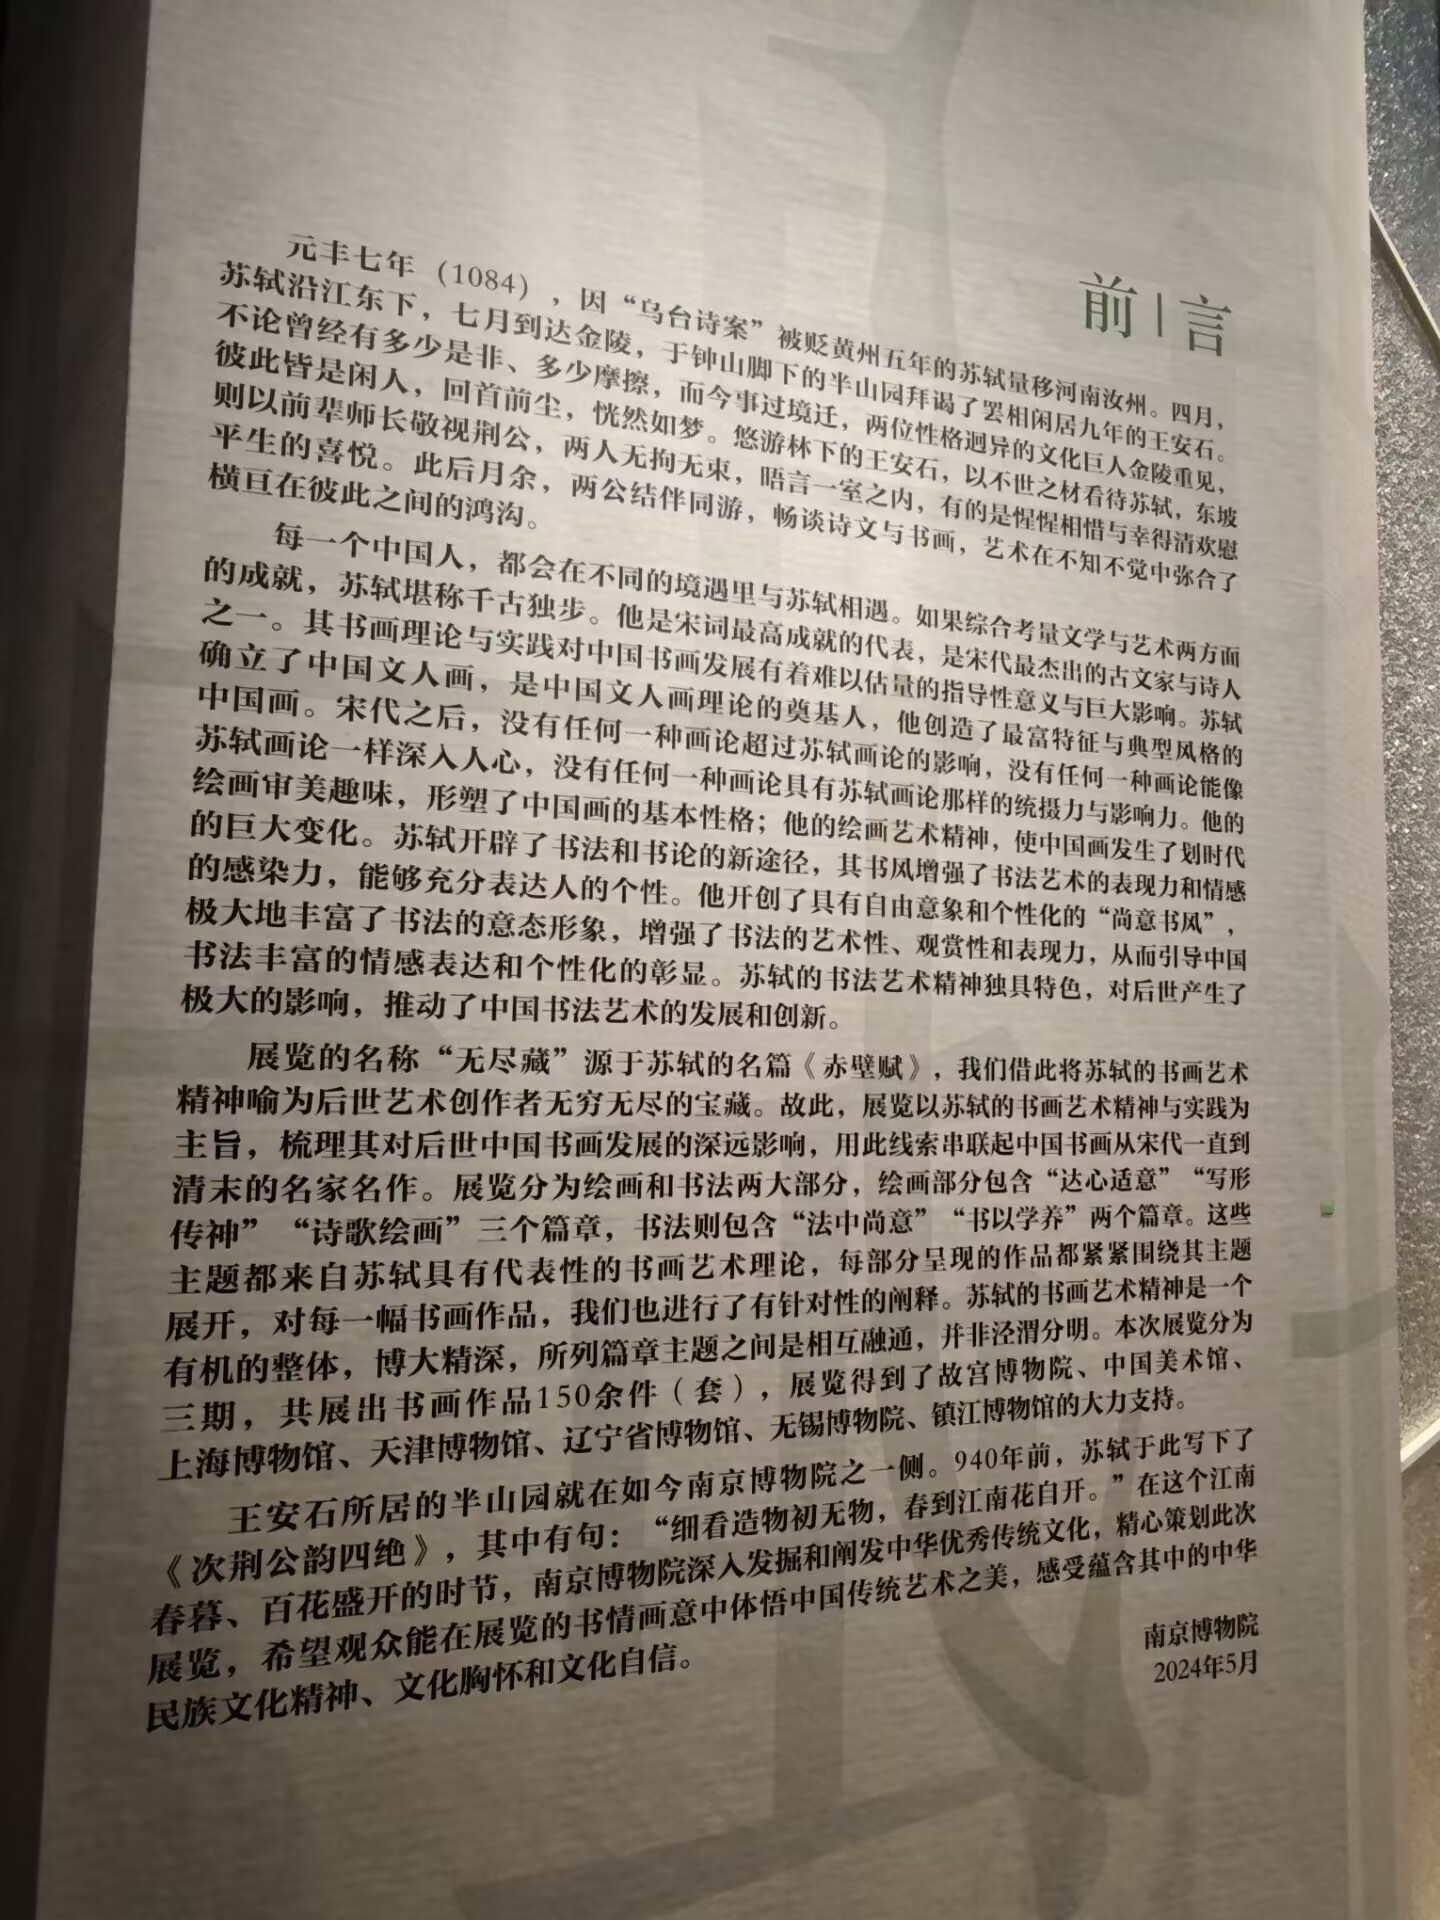 前|言
元丰七年（1084），因“乌台诗案”被贬黄州五年的苏轼量移河南汝州。四月，
苏轼沿江东下，七月到达金陵，于钟山脚下的半山园拜谒了罢相闲居九年的王安石。
不论曾经有多少是非、多少摩擦，而今事过境迁，两位性格迥异的文化巨人金陵重见，
彼此皆是闲人，回首前尘，恍然如梦。悠游林下的王安石，以不世之材看待苏轼，东坡
则以前辈师长敬视荆公，两人无拘无束，晤言一室之内，有的是惺惺相惜与幸得清欢慰
平生的喜悦。此后月余，两公结伴同游，畅谈诗文与书画，艺术在不知不觉中弥合了
横亘在彼此之间的鸿沟。
每一个中国人，都会在不同的境遇里与苏轼相遇。如果综合考量文学与艺术两方面
的成就，苏轼堪称千古独步。他是宋词最高成就的代表，是宋代最杰出的古文家与诗人
之一。其书画理论与实践对中国书画发展有着难以估量的指导性意义与巨大影响。苏轼
确立了中国文人画，是中国文人画理论的奠基人，他创造了最富特征与典型风格的
中国画。宋代之后，没有任何一种画论超过苏轼画论的影响，没有任何一种画论能像
苏轼画论一样深入人心，没有任何一种画论具有苏轼画论那样的统摄力与影响力。他的
绘画审美趣味，形塑了中国画的基本性格；他的绘画艺术精神，使中国画发生了划时代
的巨大变化。苏轼开辟了书法和书论的新途径，其书风增强了书法艺术的表现力和情感
的感染力，能够充分表达人的个性。他开创了具有自由意象和个性化的“尚意书风”，
极大地丰富了书法的意态形象，增强了书法的艺术性、观赏性和表现力，从而引导中国
书法丰富的情感表达和个性化的彰显。苏轼的书法艺术精神独具特色，对后世产生了
极大的影响，推动了中国书法艺术的发展和创新。
展览的名称“无尽藏”源于苏轼的名篇《赤壁赋》，我们借此将苏轼的书画艺术
精神喻为后世艺术创作者无穷无尽的宝藏。故此，展览以苏轼的书画艺术精神与实践为
主旨，梳理其对后世中国书画发展的深远影响，用此线索串联起中国书画从宋代一直到
清末的名家名作。展览分为绘画和书法两大部分，绘画部分包含“达心适意”“写形
传神”“诗歌绘画”三个篇章，书法则包含“法中尚意”“书以学养”两个篇章。这些
主题都来自苏轼具有代表性的书画艺术理论，每部分呈现的作品都紧紧围绕其主题
展开，对每一幅书画作品，我们也进行了有针对性的阐释。苏轼的书画艺术精神是一个
有机的整体，博大精深，所列篇章主题之间是相互融通，并非泾渭分明。本次展览分为
三期，共展出书画作品150余件（套），展览得到了故宫博物院、中国美术馆、
上海博物馆、天津博物馆、辽宁省博物馆、无锡博物院、镇江博物馆的大力支持。
王安石所居的半山园就在如今南京博物院之一侧。940年前，苏轼于此写下了
《次荆公韵四绝》，其中有句：“细看造物初无物，春到江南花自开。”在这个江南
春暮、百花盛开的时节，南京博物院深入发掘和阐发中华优秀传统文化，精心策划此次
展览，希望观众能在展览的书情画意中体悟中国传统艺术之美，感受蕴含其中的中华
民族文化精神、文化胸怀和文化自信。
南京博物院
2024年5月